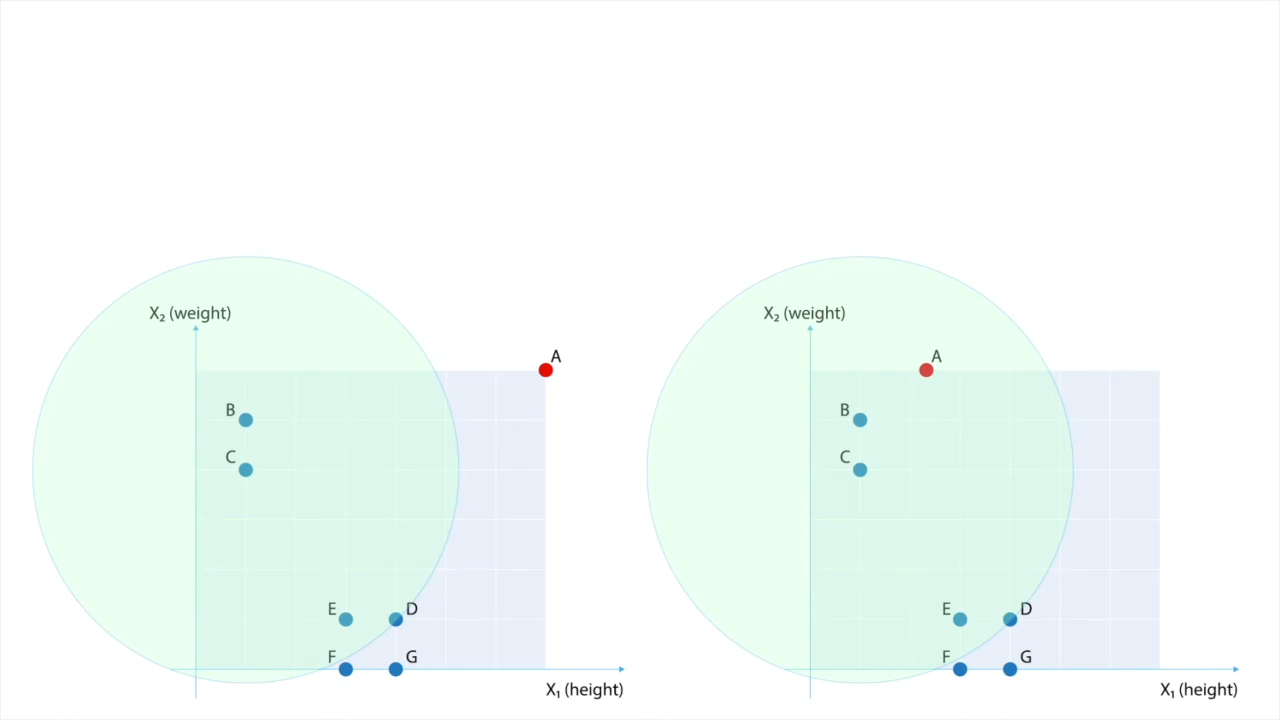 X₂ (weight)
A
B
C
E
D
F
G
X₁ (height)
X₂ (weight)
A
B
C
E
D
F
G
X₁ (height)